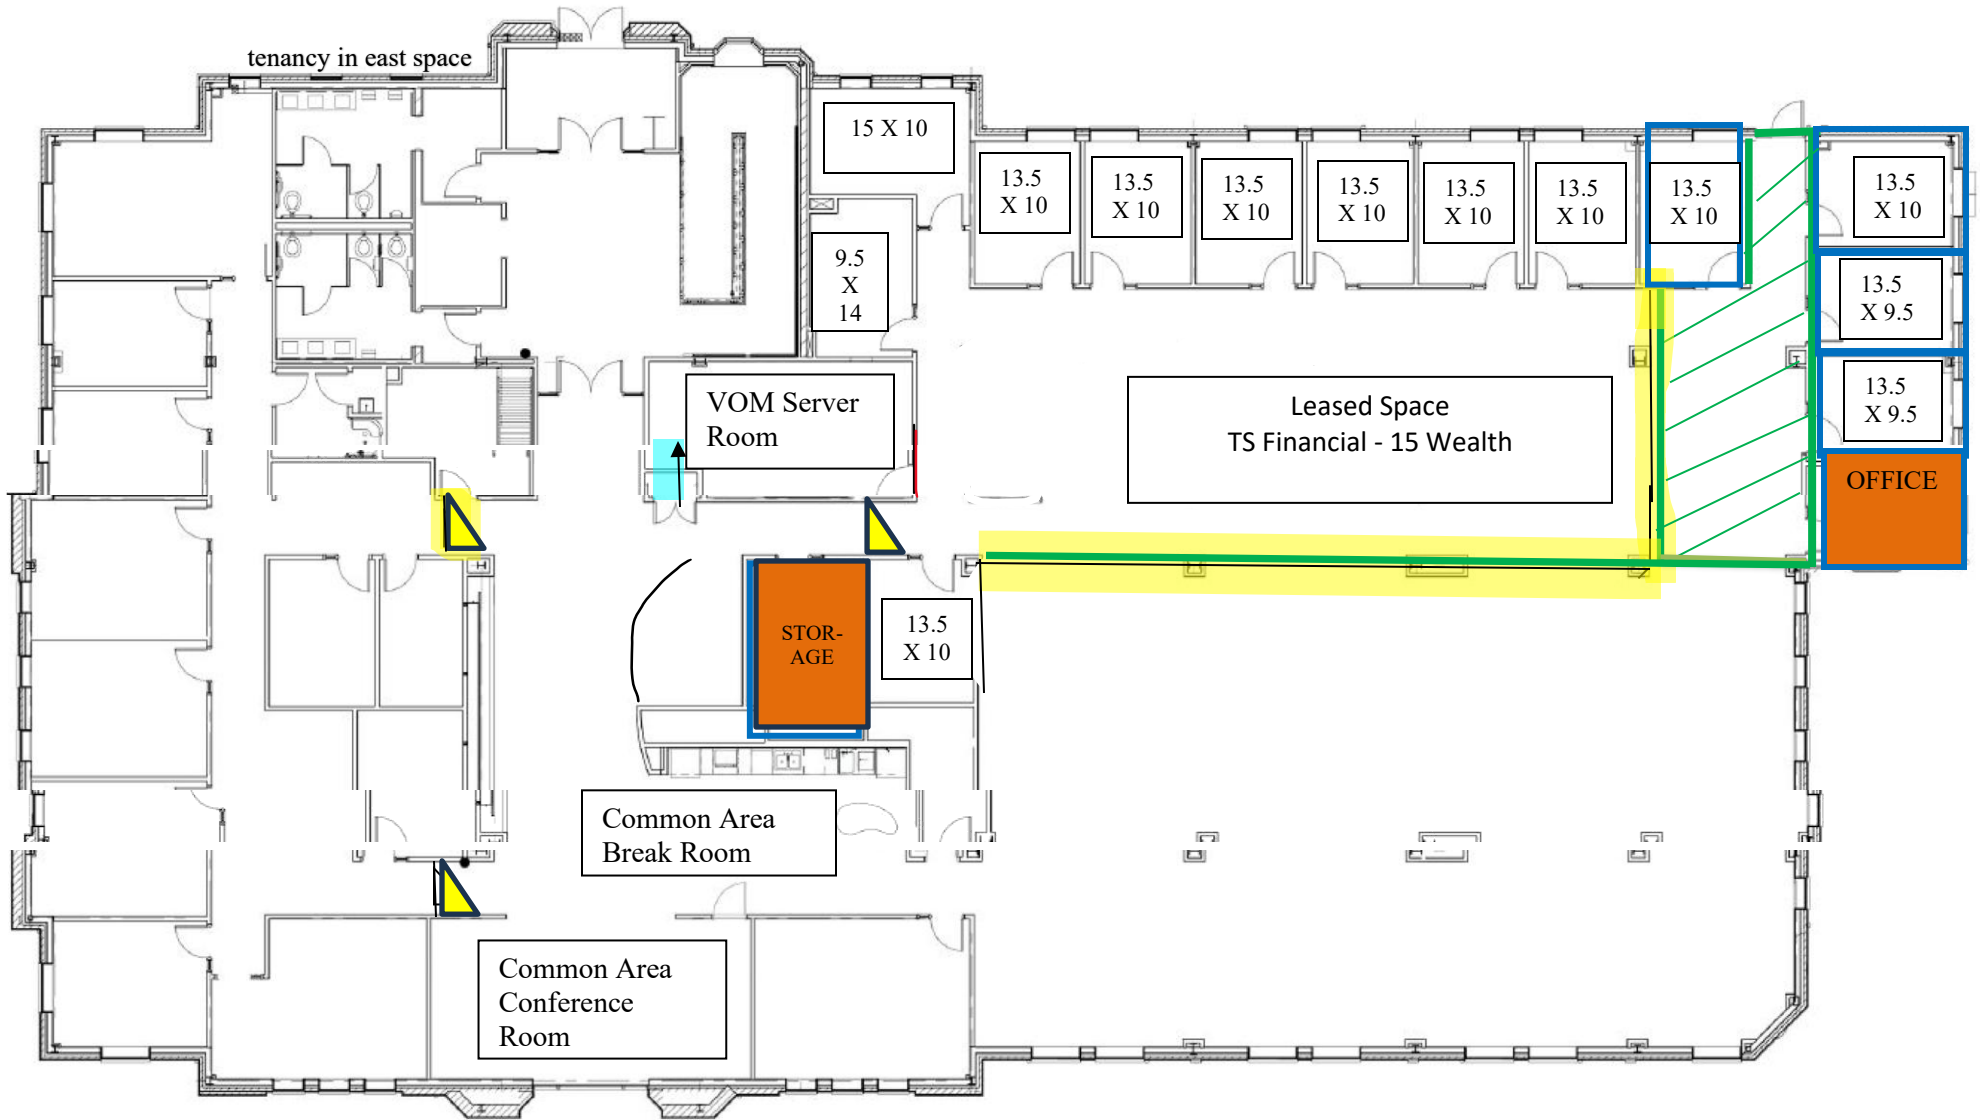 tenancy in east space
15 X 10
13.5
X 10
13.5
X 10
13.5
X 10
13.5
X 10
13.5
X 10
13.5
X 10
13.5
X 10
13.5
X 10
9.5
X
14
13.5
X 9.5
13.5
X 9.5
VOM Server
Room
Leased Space
TS Financial - 15 Wealth
OFFICE
STOR-
AGE
13.5
X 10
Common Area
Break Room
Common Area
Conference
Room